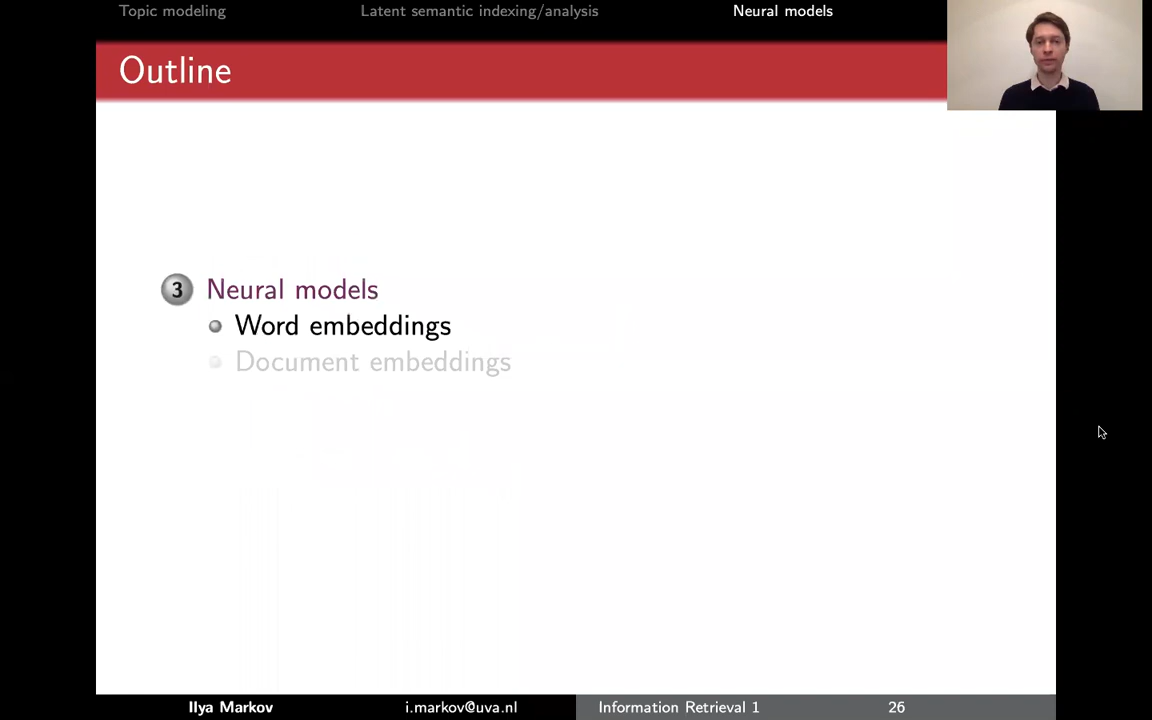 Topic modeling Latent semantic indexing/analysis Neural models
Outline
3 Neural models
Word embeddings
Document embeddings
Ilya Markov i.markov@uva.nl Information Retrieval 1 26